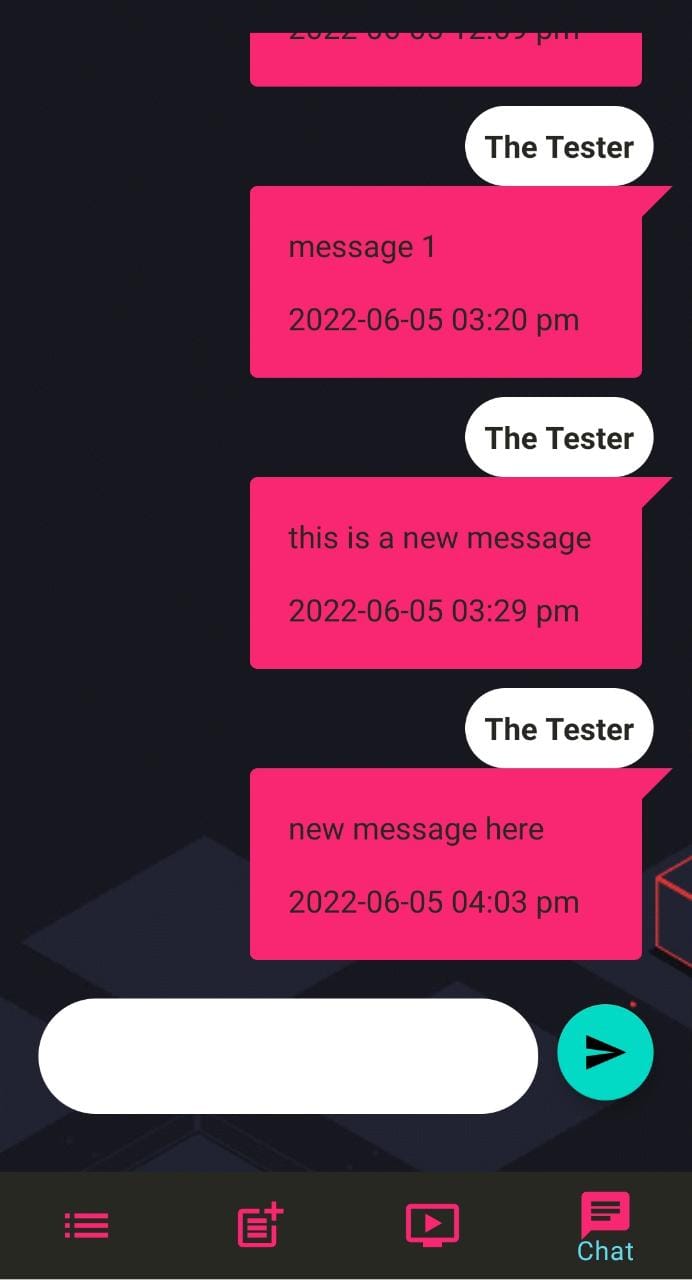 The Tester
message 1
2022-06-05 03:20 pm
The Tester
this is a new message
2022-06-05 03:29 pm
The Tester
new message here
2022-06-05 04:03 pm
Chat